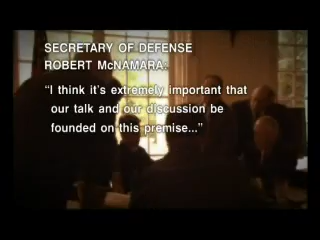 SECRETARY OF DEFENSE
ROBERT McNAMARA:
“I think it’s extremely important that
our talk and our discussion be
founded on this premise...”